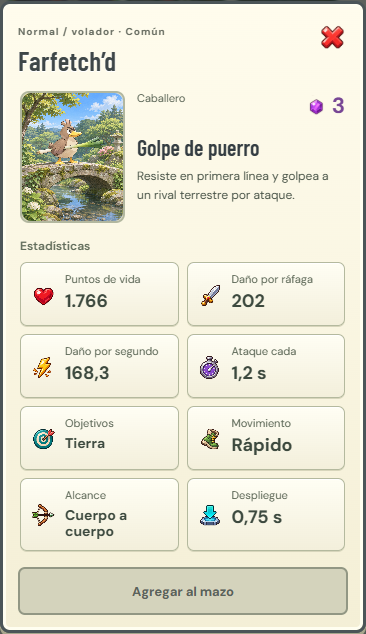 Normal / volador · Común
Farfetch’d
Caballero
3
Golpe de puerro
Resiste en primera línea y golpea a
un rival terrestre por ataque.
Estadísticas
Puntos de vida
1.766
Daño por ráfaga
202
Daño por segundo
168,3
Ataque cada
1,2 s
Objetivos
Tierra
Movimiento
Rápido
Alcance
Cuerpo a
cuerpo
Despliegue
0,75 s
Agregar al mazo